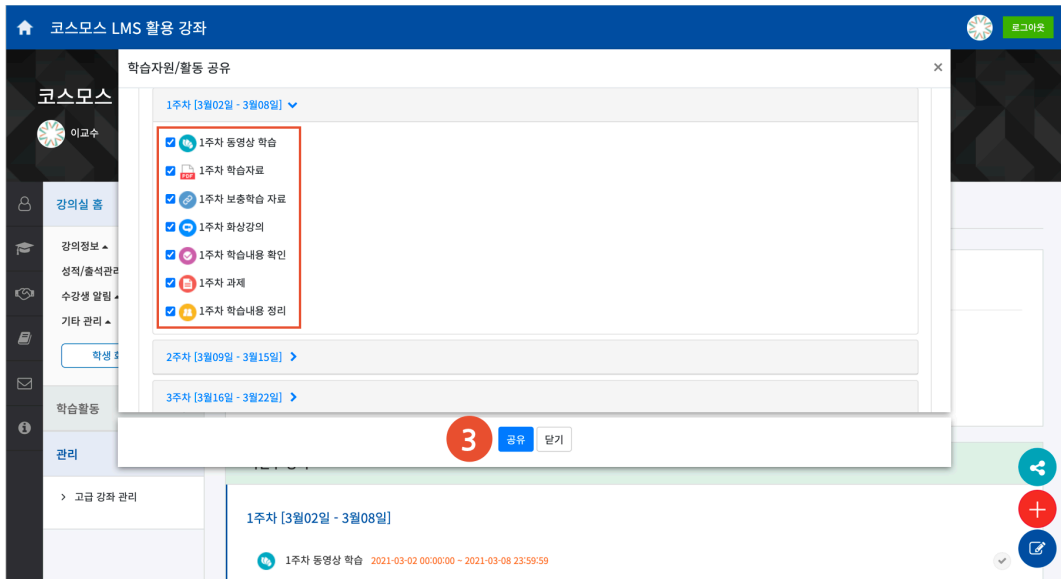 코스모스 LMS 활용 강좌
로그아웃
학습자원/활동 공유
×
코스모스
이교수
1주차 [3월02일 - 3월08일]
1주차 동영상 학습
PDF
1주차 학습자료
1주차 보충학습 자료
1주차 화상강의
1주차 학습내용 확인
1주차 과제
1주차 학습내용 정리
2주차 [3월09일 - 3월15일]
3주차 [3월16일 - 3월22일]
3
공유
닫기
강의실 홈
강의정보
성적/출석관리
수강생 알림
기타 관리
학생
학습활동
관리
고급 강좌 관리
1주차 [3월02일 - 3월08일]
1주차 동영상 학습 2021-03-02 00:00:00 ~ 2021-03-08 23:59:59